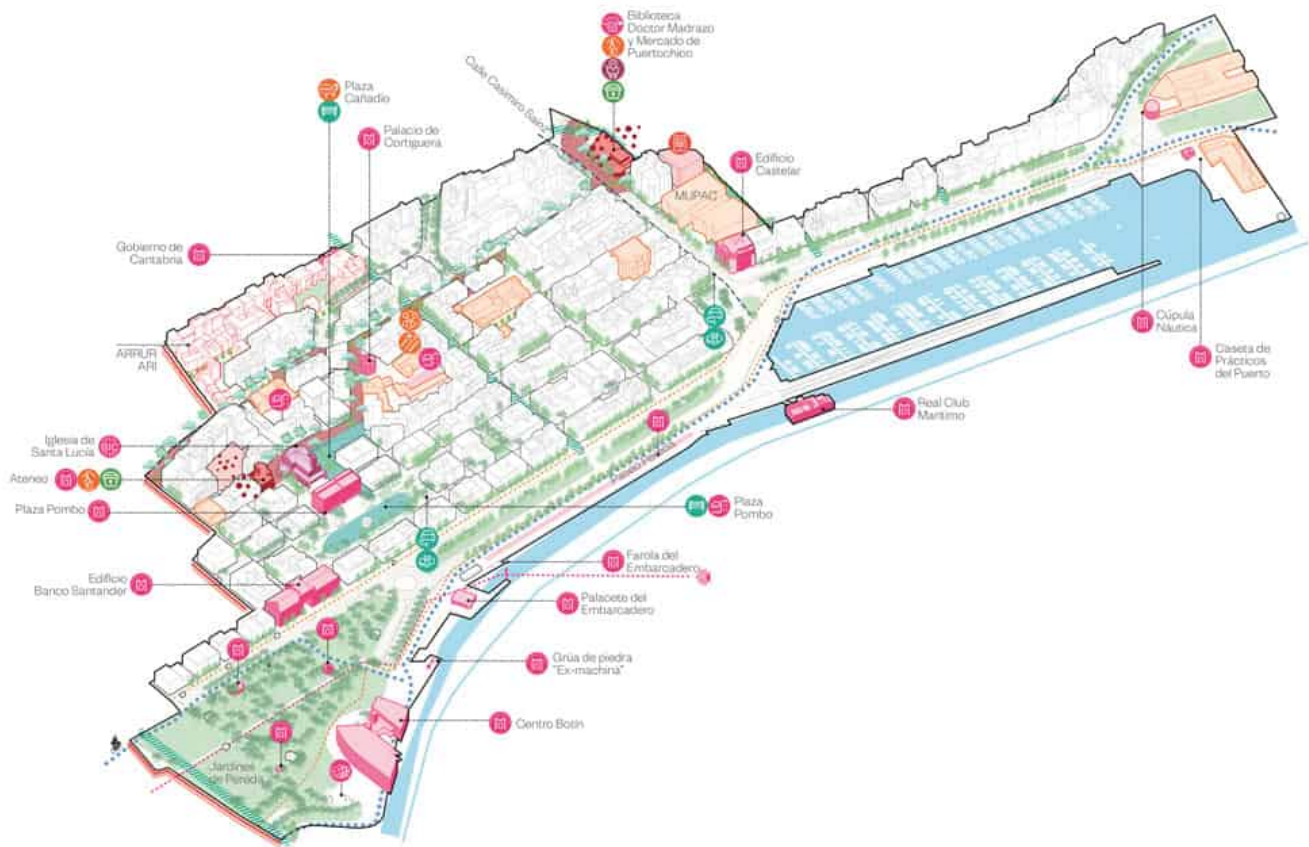 Biblioteca
Doctor Madrazo
y Mercado de
Puertochico
Calle Casimiro Sainz
Plaza
Cañadío
Palacio de
Cortiguera
MUPAC
Edificio
Castelar
Gobierno de
Cantabria
ARRUR
ARI
Cúpula
Náutica
Caseta de
Prácticos
del Puerto
Real Club
Marítimo
Iglesia de
Santa Lucía
Ateneo
Plaza Pombo
Paseo Pereda
Plaza
Pombo
Edificio
Banco Santander
Farola del
Embarcadero
Palacete del
Embarcadero
Grúa de piedra
"Ex-machina"
Centro Botín
Jardines
de Pereda